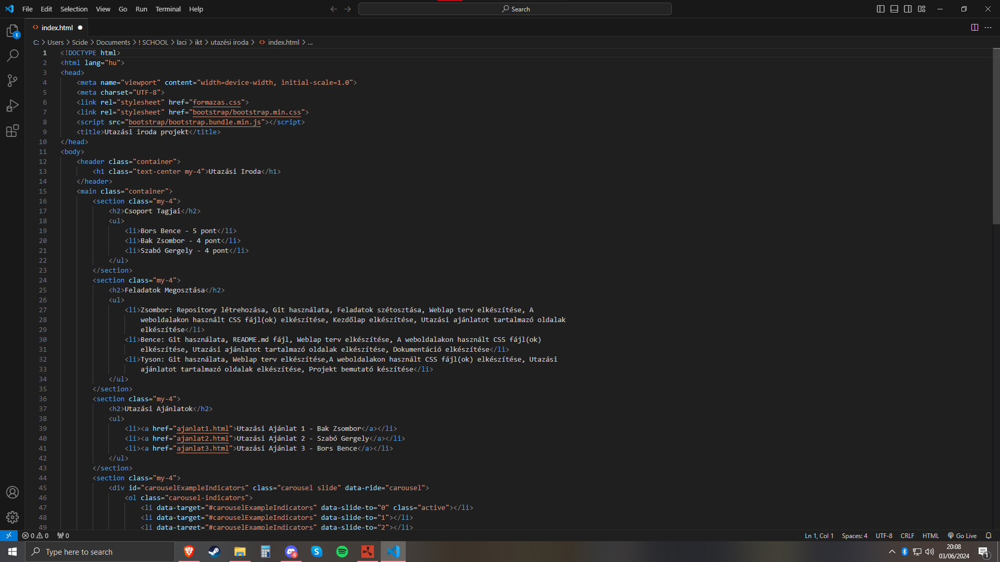 File Edit Selection View Go Run Terminal Help
Search
index.html
C: > Users > Scide > Documents > ! SCHOOL > laci > ikt > utazési iroda > index.html > ...
1 <!DOCTYPE html>
2 <html lang="hu">
3 <head>
4 <meta name="viewport" content="width=device-width, initial-scale=1.0">
5 <meta charset="UTF-8">
6 <link rel="stylesheet" href="formazas.css">
7 <link rel="stylesheet" href="bootstrap/bootstrap.min.css">
8 <script src="bootstrap/bootstrap.bundle.min.js"></script>
9 <title>Utazási iroda projekt</title>
10 </head>
11 <body>
12 <header class="container">
13 <h1 class="text-center my-4">Utazási Iroda</h1>
14 </header>
15 <main class="container">
16 <section class="my-4">
17 <h2>Csoport Tagjai</h2>
18 <ul>
19 <li>Bors Bence - 5 pont</li>
20 <li>Bak Zsombor - 4 pont</li>
21 <li>Szabó Gergely - 4 pont</li>
22 </ul>
23 </section>
24 <section class="my-4">
25 <h2>Feladatok Megosztása</h2>
26 <ul>
27 <li>Zsombor: Repository létrehozása, Git használata, Feladatok szétosztása, Weblap terv elkészítése, A
28 weboldalakon használt CSS fájl(ok) elkészítése, Kezdőlap elkészítése, Utazási ajánlatot tartalmazó oldalak
29 elkészítése</li>
30 <li>Bence: Git használata, README.md fájl, Weblap terv elkészítése, A weboldalakon használt CSS fájl(ok)
31 elkészítése, Utazási ajánlatot tartalmazó oldalak elkészítése, Dokumentáció elkészítése</li>
32 <li>Tyson: Git használata, Weblap terv elkészítése,A weboldalakon használt CSS fájl(ok) elkészítése, Utazási
33 ajánlatot tartalmazó oldalak elkészítése, Projekt bemutató készítése</li>
34 </ul>
35 </section>
36 <section class="my-4">
37 <h2>Utazási Ajánlatok</h2>
38 <ul>
39 <li><a href="ajanlat1.html">Utazási Ajánlat 1 - Bak Zsombor</a></li>
40 <li><a href="ajanlat2.html">Utazási Ajánlat 2 - Szabó Gergely</a></li>
41 <li><a href="ajanlat3.html">Utazási Ajánlat 3 - Bors Bence</a></li>
42 </ul>
43 </section>
44 <section class="my-4">
45 <div id="carouselExampleIndicators" class="carousel slide" data-ride="carousel">
46 <ol class="carousel-indicators">
47 <li data-target="#carouselExampleIndicators" data-slide-to="0" class="active"></li>
48 <li data-target="#carouselExampleIndicators" data-slide-to="1"></li>
49 <li data-target="#carouselExampleIndicators" data-slide-to="2"></li>
1
0 0 0 Ln 1, Col 1 Spaces: 4 UTF-8 CRLF HTML Go Live
Type here to search
4
20:08
03/06/2024
1